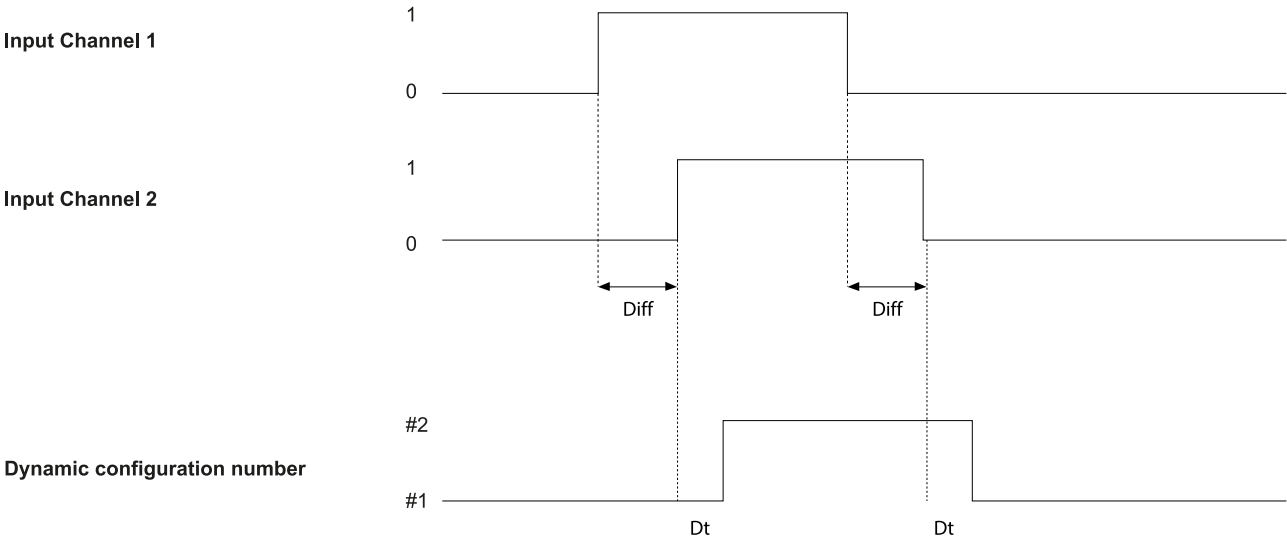 1
Input Channel 1
0
1
Input Channel 2
0
Diff Diff
#2
Dynamic configuration number
#1
Dt Dt